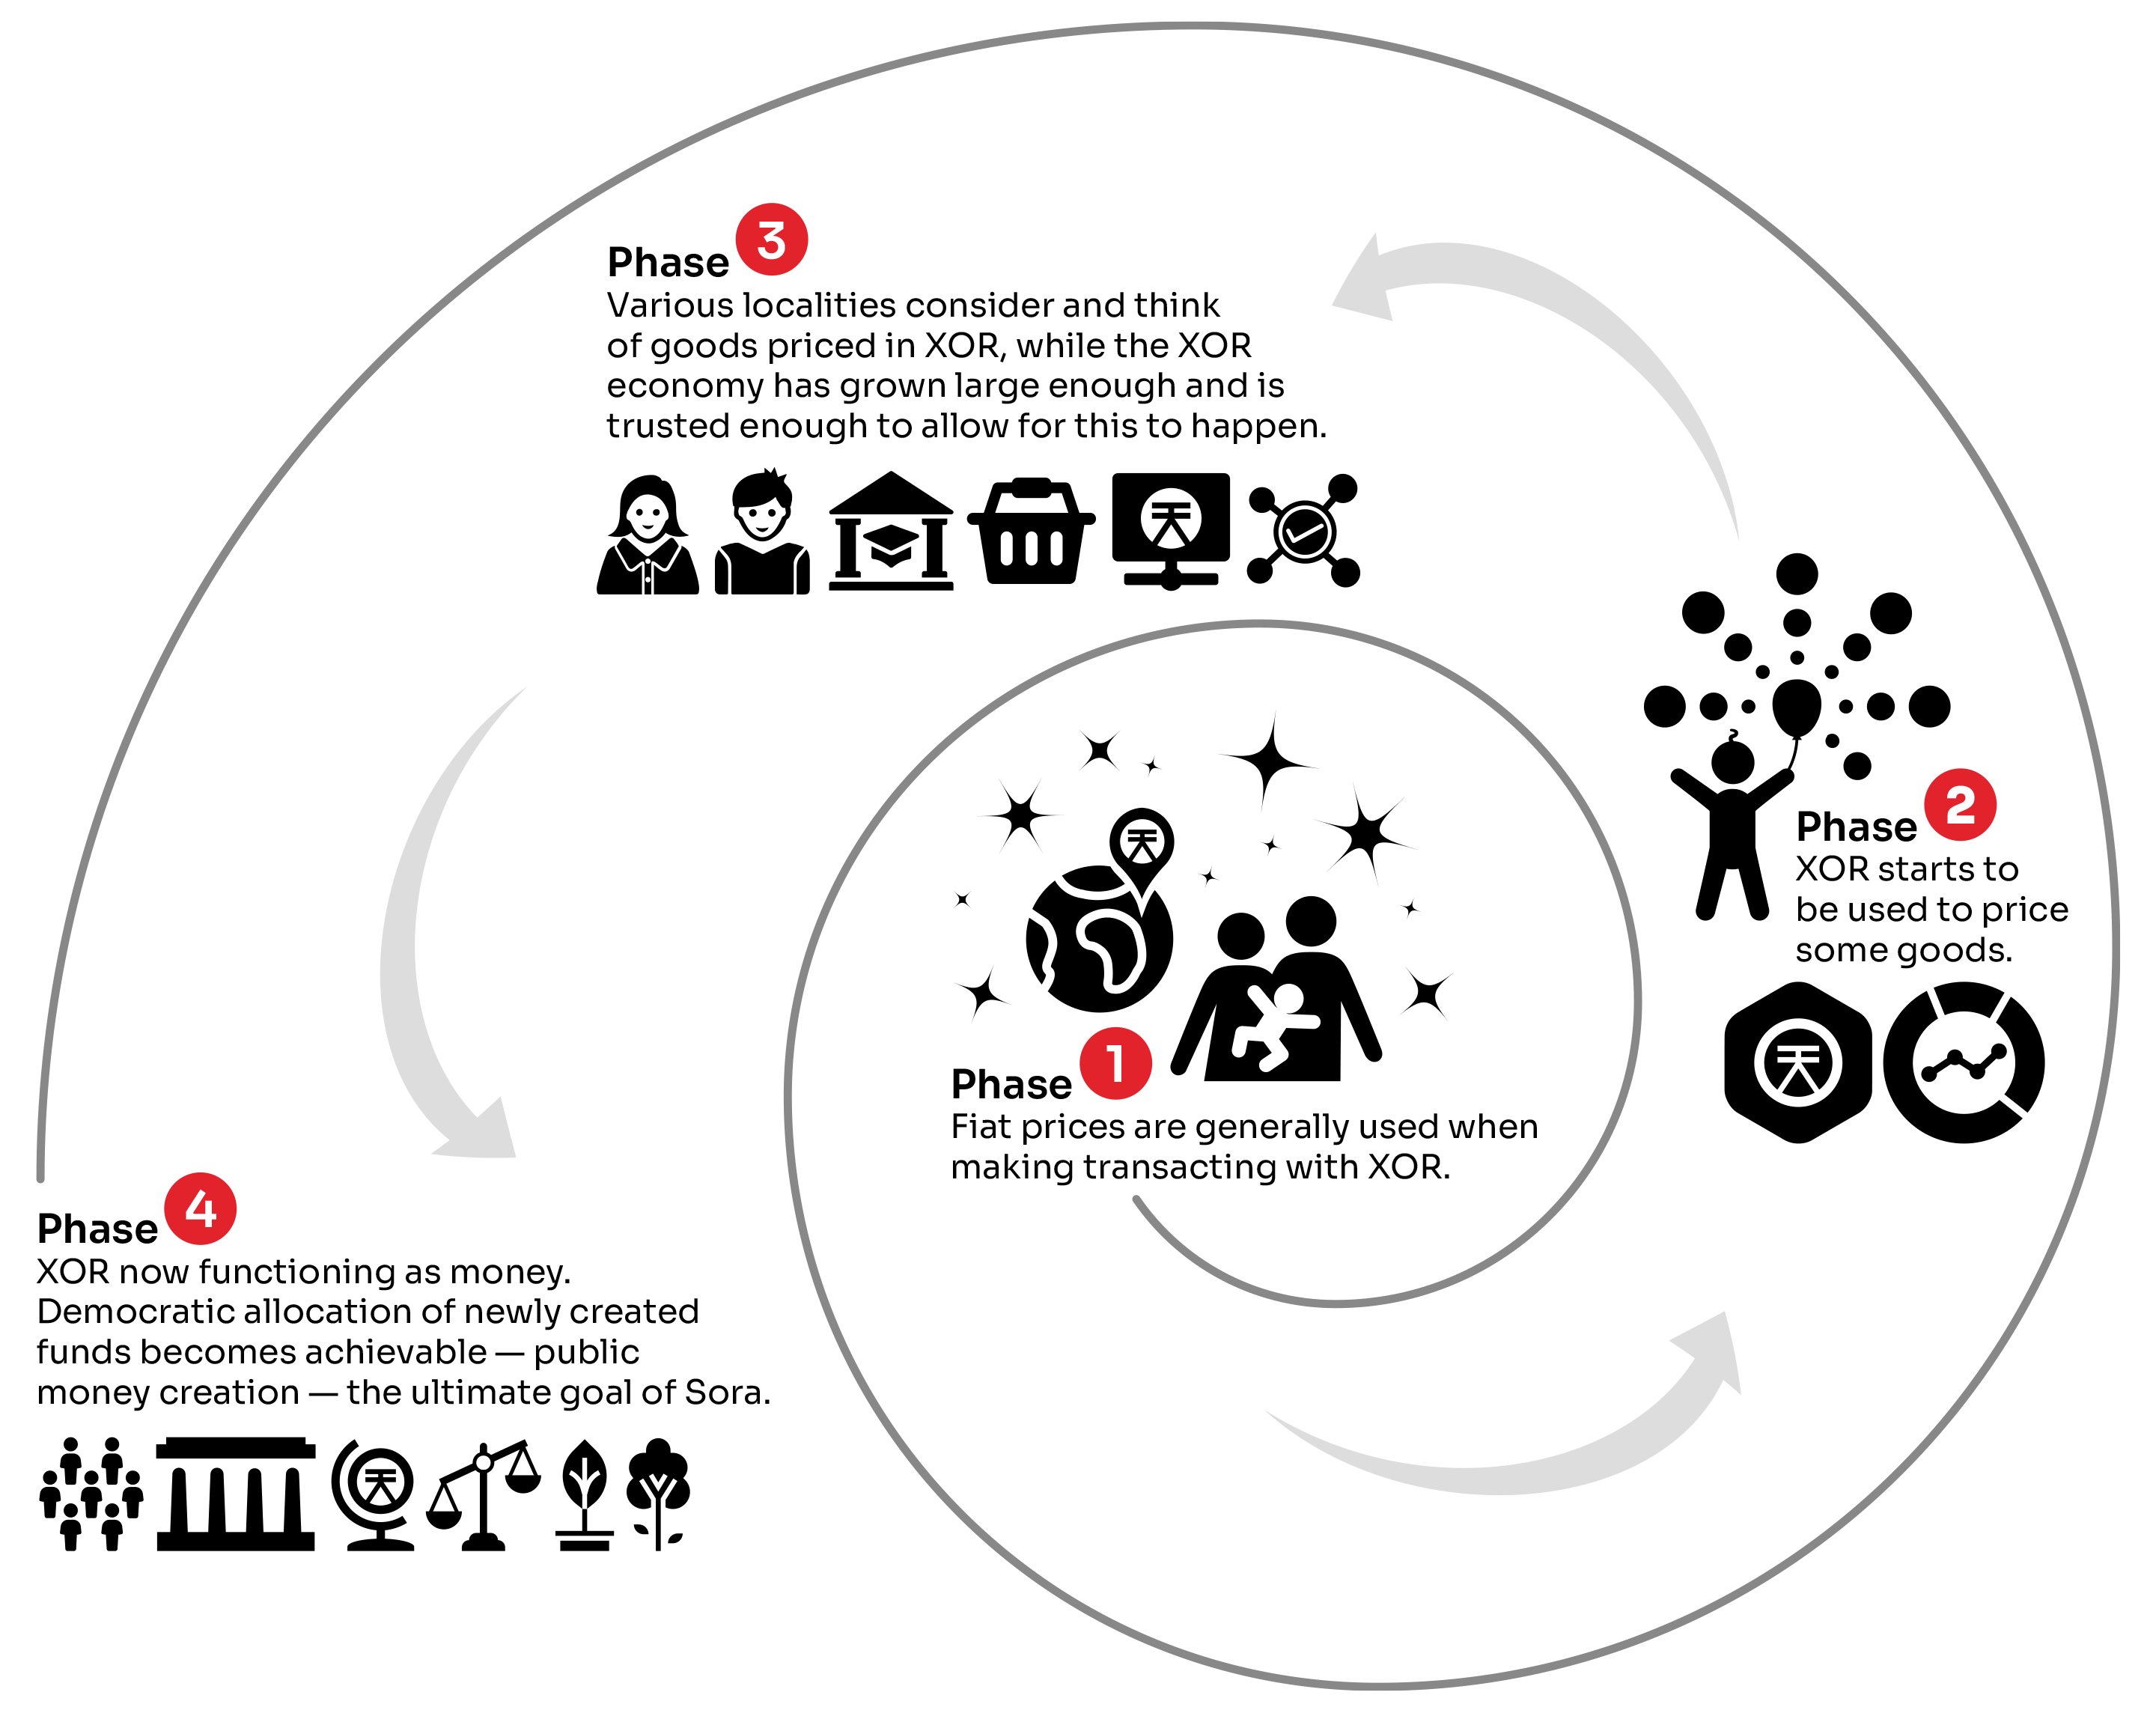 Phase 3
Various localities consider and think
of goods priced in XOR, while the XOR
economy has grown large enough and is
trusted enough to allow for this to happen.
天
Phase 2
XOR starts to
be used to price
some goods.
天
天
Phase 1
Fiat prices are generally used when
making transacting with XOR.
Phase 4
XOR now functioning as money.
Democratic allocation of newly created
funds becomes achievable — public
money creation — the ultimate goal of Sora.
天